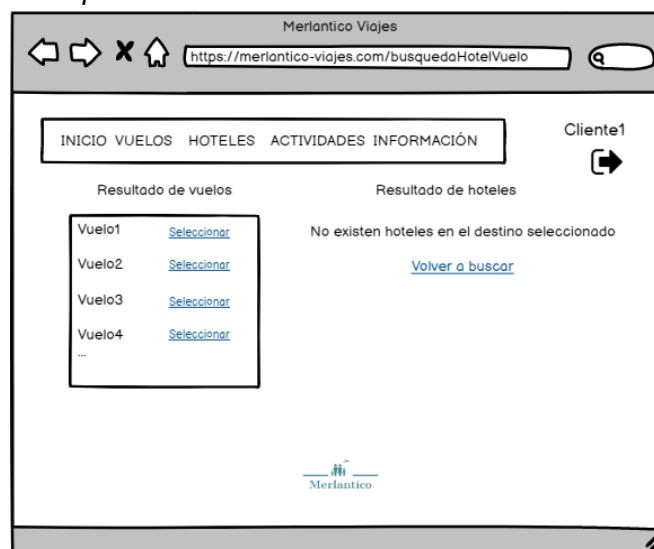 Merlantico Viajes
https://merlantico-viajes.com/busquedaHotelVuelo
INICIO VUELOS HOTELES ACTIVIDADES INFORMACIÓN
Cliente1
Resultado de vuelos
Vuelo1 Seleccionar
Vuelo2 Seleccionar
Vuelo3 Seleccionar
Vuelo4 Seleccionar
...
Resultado de hoteles
No existen hoteles en el destino seleccionado
Volver a buscar
Merlantico